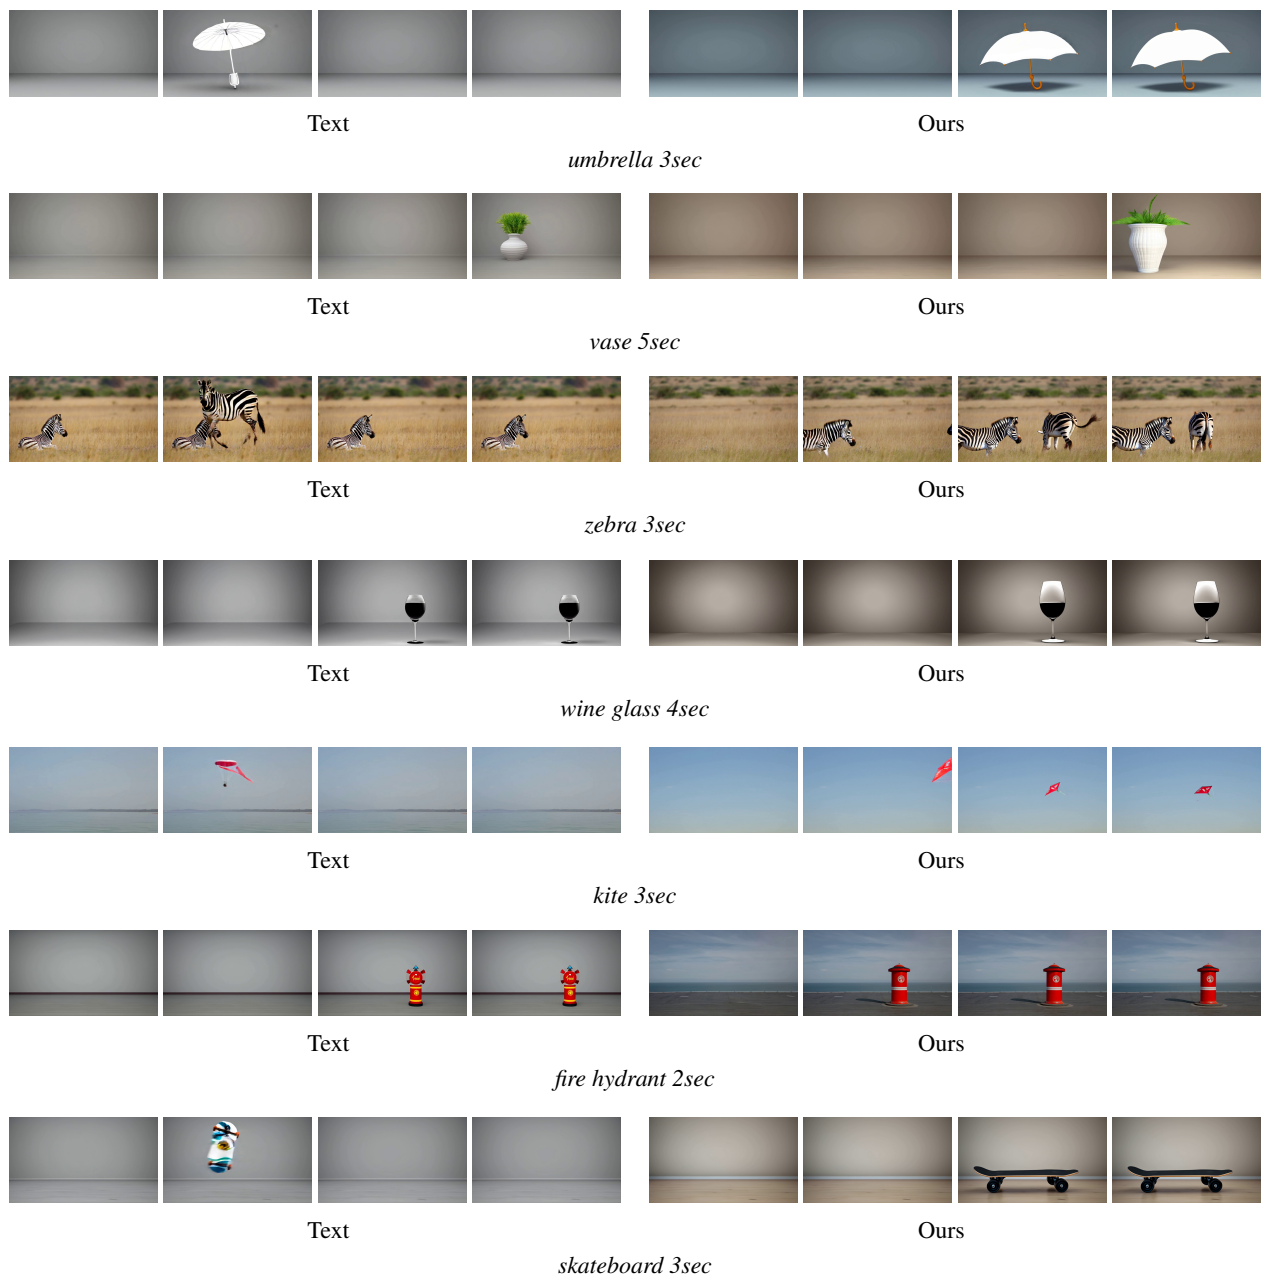 Text Ours
umbrella 3sec
Text Ours
vase 5sec
Text Ours
zebra 3sec
Text Ours
wine glass 4sec
Text Ours
kite 3sec
Text Ours
fire hydrant 2sec
Text Ours
skateboard 3sec